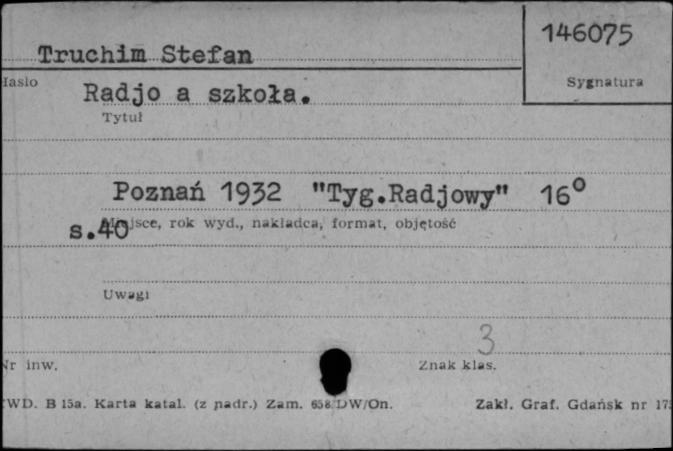 146075
Truchim Stefan
Hasło
Sygnatura
Radjo a szkoła.
Tytuł
Poznań 1932 "Tyg.Radjowy" 16°
s.40
Miejsce, rok wyd., nakładca, format, objętość
Uwagi
3
Nr inw.
Znak klas.
WD. B 15a. Karta katal. (z nadr.) Zam. 658/DW/On.
Zakł. Graf. Gdańsk nr 175